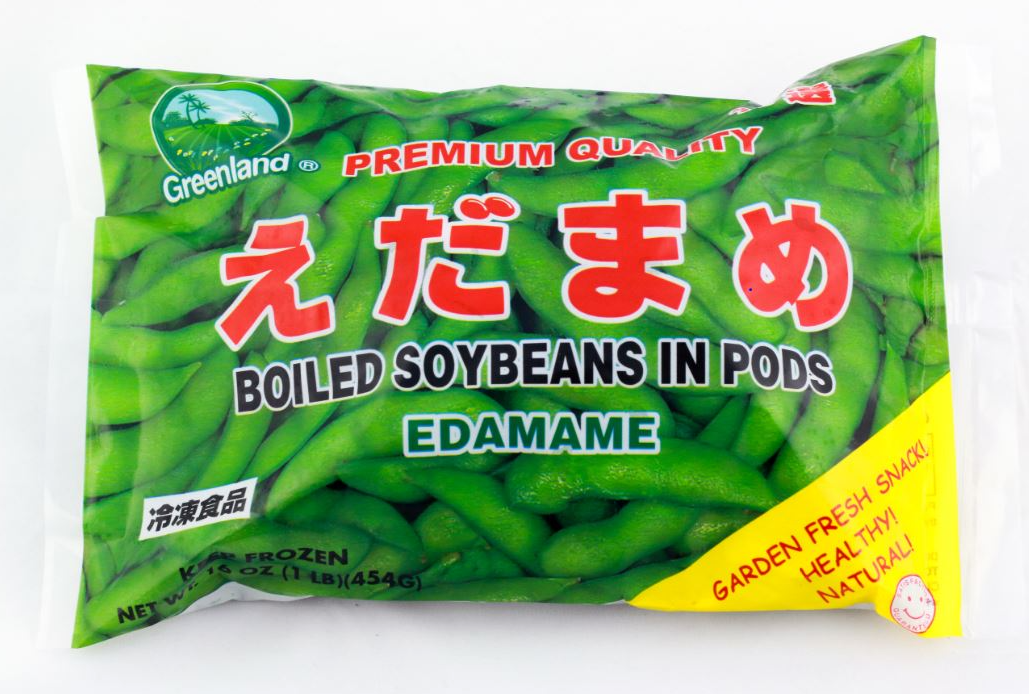 Greenland ®
PREMIUM QUALITY
えだまめ
BOILED SOYBEANS IN PODS
EDAMAME
冷凍食品
KEEP FROZEN
NET WT. 16 OZ (1 LB)(454G)
GARDEN FRESH SNACK!
HEALTHY!
NATURAL!